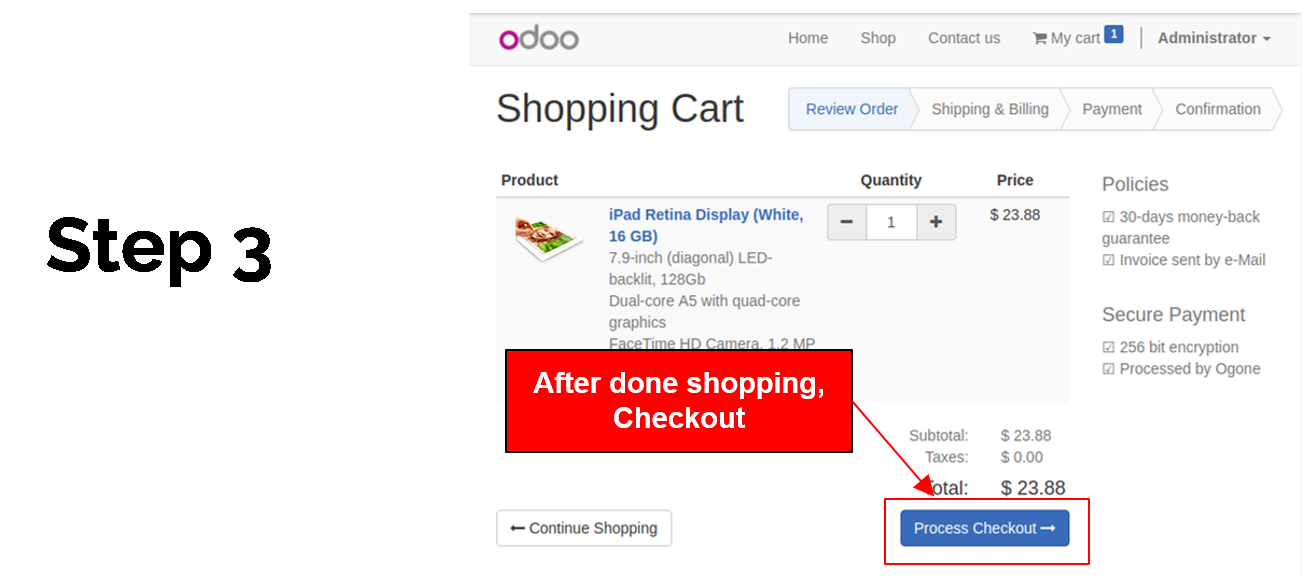 Step 3
odoo
Home Shop Contact us My cart 1 Administrator
Shopping Cart
Review Order Shipping & Billing Payment Confirmation
Product Quantity Price
iPad Retina Display (White,
16 GB)
7.9-inch (diagonal) LED-
backlit, 128Gb
Dual-core A5 with quad-core
graphics
FaceTime HD Camera, 1.2 MP
− 1 +
$ 23.88
Policies
☑ 30-days money-back
guarantee
☑ Invoice sent by e-Mail
Secure Payment
☑ 256 bit encryption
☑ Processed by Ogone
After done shopping,
Checkout
Subtotal: $ 23.88
Taxes: $ 0.00
Total: $ 23.88
← Continue Shopping
Process Checkout →